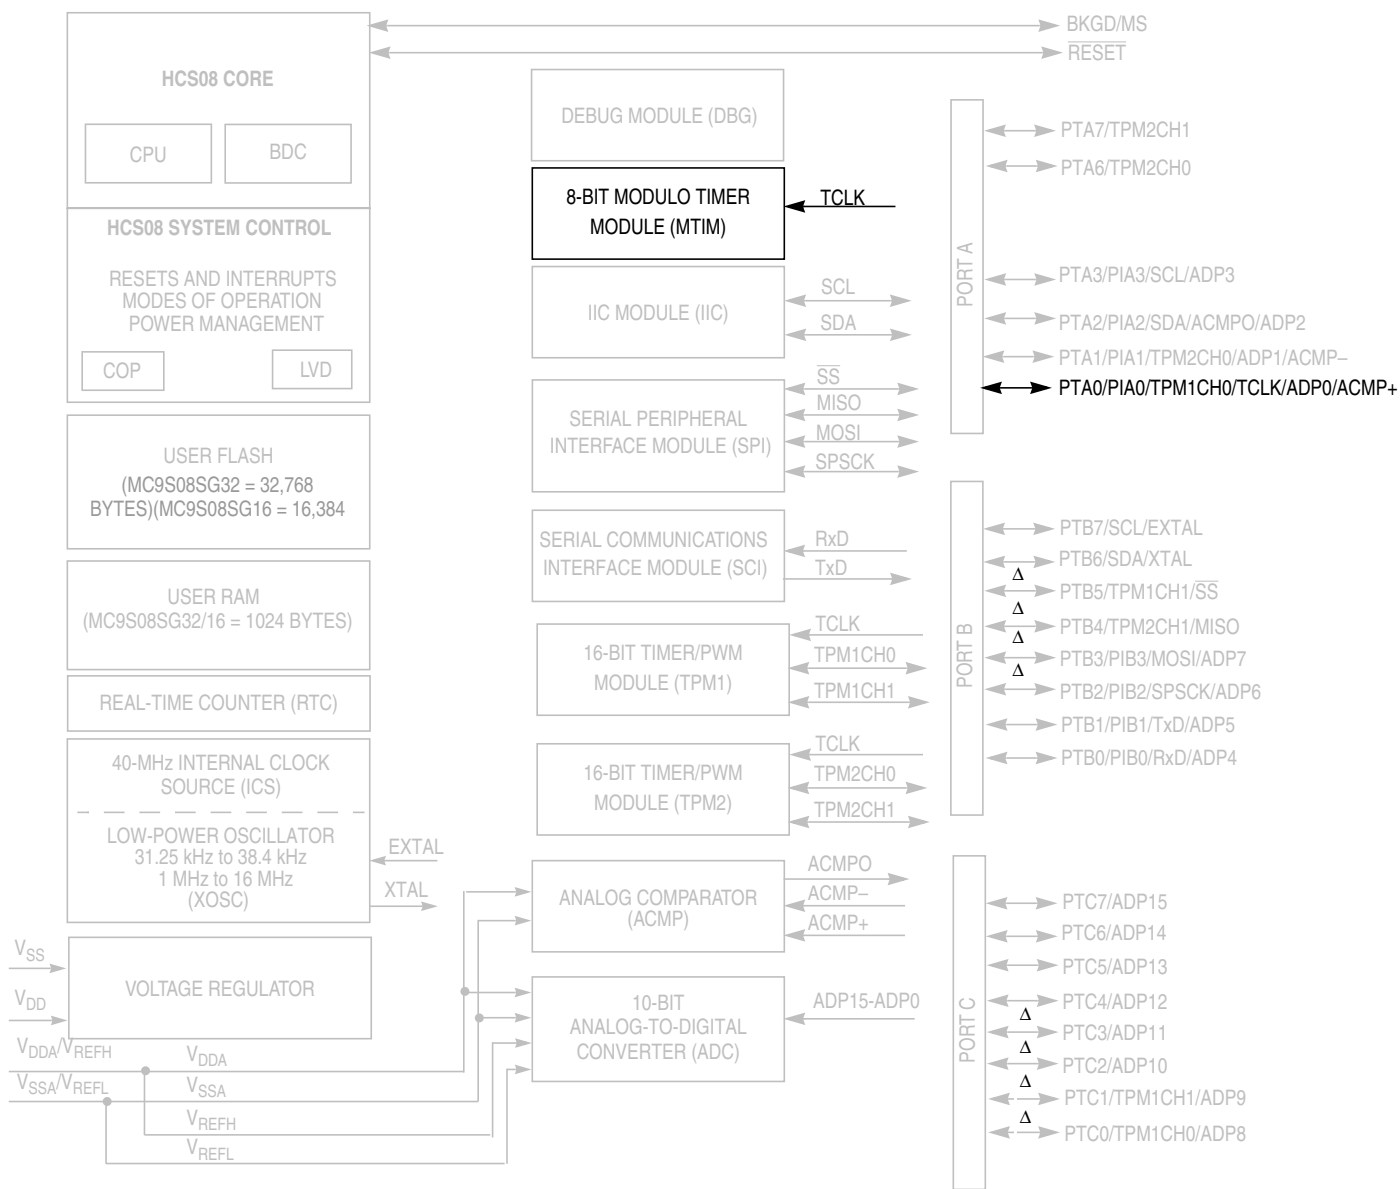 BKGD/MS
RESET
HCS08 CORE
CPU
BDC
HCS08 SYSTEM CONTROL
RESETS AND INTERRUPTS
MODES OF OPERATION
POWER MANAGEMENT
COP
LVD
USER FLASH
(MC9S08SG32 = 32,768
BYTES)(MC9S08SG16 = 16,384
USER RAM
(MC9S08SG32/16 = 1024 BYTES)
REAL-TIME COUNTER (RTC)
40-MHz INTERNAL CLOCK
SOURCE (ICS)
LOW-POWER OSCILLATOR
31.25 kHz to 38.4 kHz
1 MHz to 16 MHz
(XOSC)
EXTAL
XTAL
VSS
VDD
VOLTAGE REGULATOR
VDDA/VREFH
VSSA/VREFL
VDDA
VSSA
VREFH
VREFL
DEBUG MODULE (DBG)
8-BIT MODULO TIMER
MODULE (MTIM)
TCLK
IIC MODULE (IIC)
SCL
SDA
SERIAL PERIPHERAL
INTERFACE MODULE (SPI)
SS
MISO
MOSI
SPSCK
SERIAL COMMUNICATIONS
INTERFACE MODULE (SCI)
RxD
TxD
16-BIT TIMER/PWM
MODULE (TPM1)
TCLK
TPM1CH0
TPM1CH1
16-BIT TIMER/PWM
MODULE (TPM2)
TCLK
TPM2CH0
TPM2CH1
ANALOG COMPARATOR
(ACMP)
ACMPO
ACMP–
ACMP+
10-BIT
ANALOG-TO-DIGITAL
CONVERTER (ADC)
ADP15-ADP0
PORT A
PTA7/TPM2CH1
PTA6/TPM2CH0
PTA3/PIA3/SCL/ADP3
PTA2/PIA2/SDA/ACMPO/ADP2
PTA1/PIA1/TPM2CH0/ADP1/ACMP–
PTA0/PIA0/TPM1CH0/TCLK/ADP0/ACMP+
PORT B
PTB7/SCL/EXTAL
PTB6/SDA/XTAL
Δ
PTB5/TPM1CH1/SS
Δ
PTB4/TPM2CH1/MISO
Δ
PTB3/PIB3/MOSI/ADP7
Δ
PTB2/PIB2/SPSCK/ADP6
PTB1/PIB1/TxD/ADP5
PTB0/PIB0/RxD/ADP4
PORT C
PTC7/ADP15
PTC6/ADP14
PTC5/ADP13
PTC4/ADP12
Δ
PTC3/ADP11
Δ
PTC2/ADP10
Δ
PTC1/TPM1CH1/ADP9
Δ
PTC0/TPM1CH0/ADP8